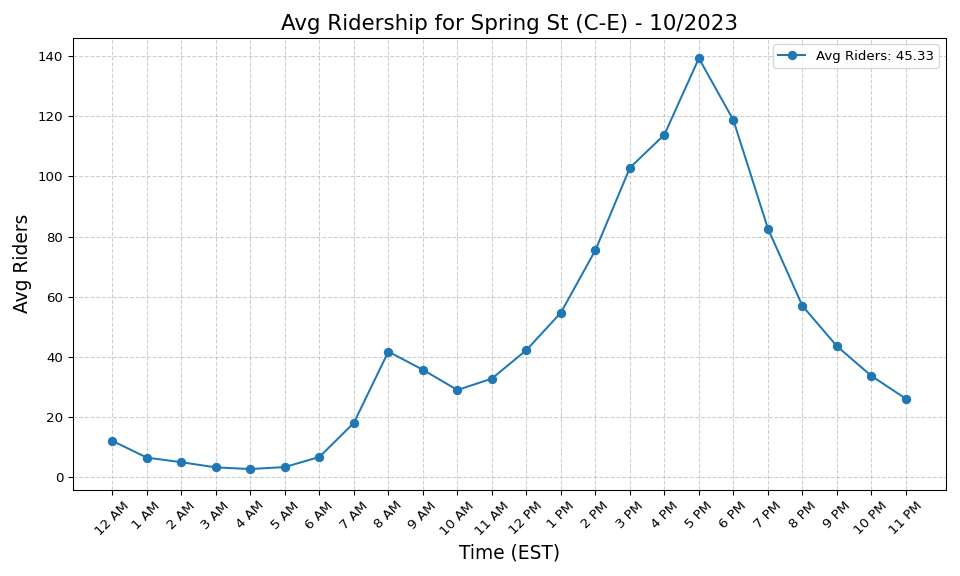 Avg Ridership for Spring St (C-E) - 10/2023
Avg Riders: 45.33
Avg Riders
140
120
100
80
60
40
20
0
12 AM
1 AM
2 AM
3 AM
4 AM
5 AM
6 AM
7 AM
8 AM
9 AM
10 AM
11 AM
12 PM
1 PM
2 PM
3 PM
4 PM
5 PM
6 PM
7 PM
8 PM
9 PM
10 PM
11 PM
Time (EST)